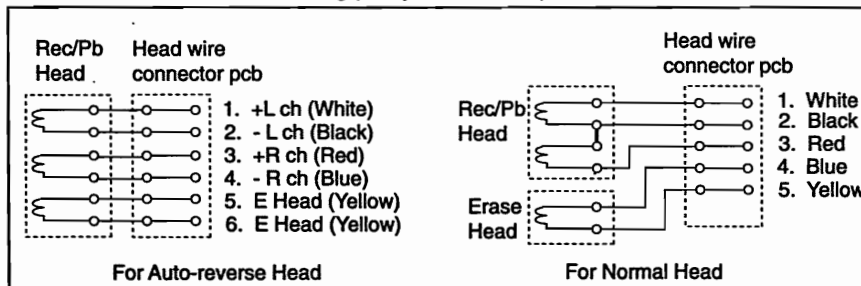 Rec/Pb Head
Head wire connector pcb
1. +L ch (White)
2. - L ch (Black)
3. +R ch (Red)
4. - R ch (Blue)
5. E Head (Yellow)
6. E Head (Yellow)
For Auto-reverse Head
Head wire connector pcb
Rec/Pb Head
Erase Head
1. White
2. Black
3. Red
4. Blue
5. Yellow
For Normal Head